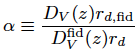 α ≡ D_V(z)r_{d,fid} / D_V^{fid}(z)r_d